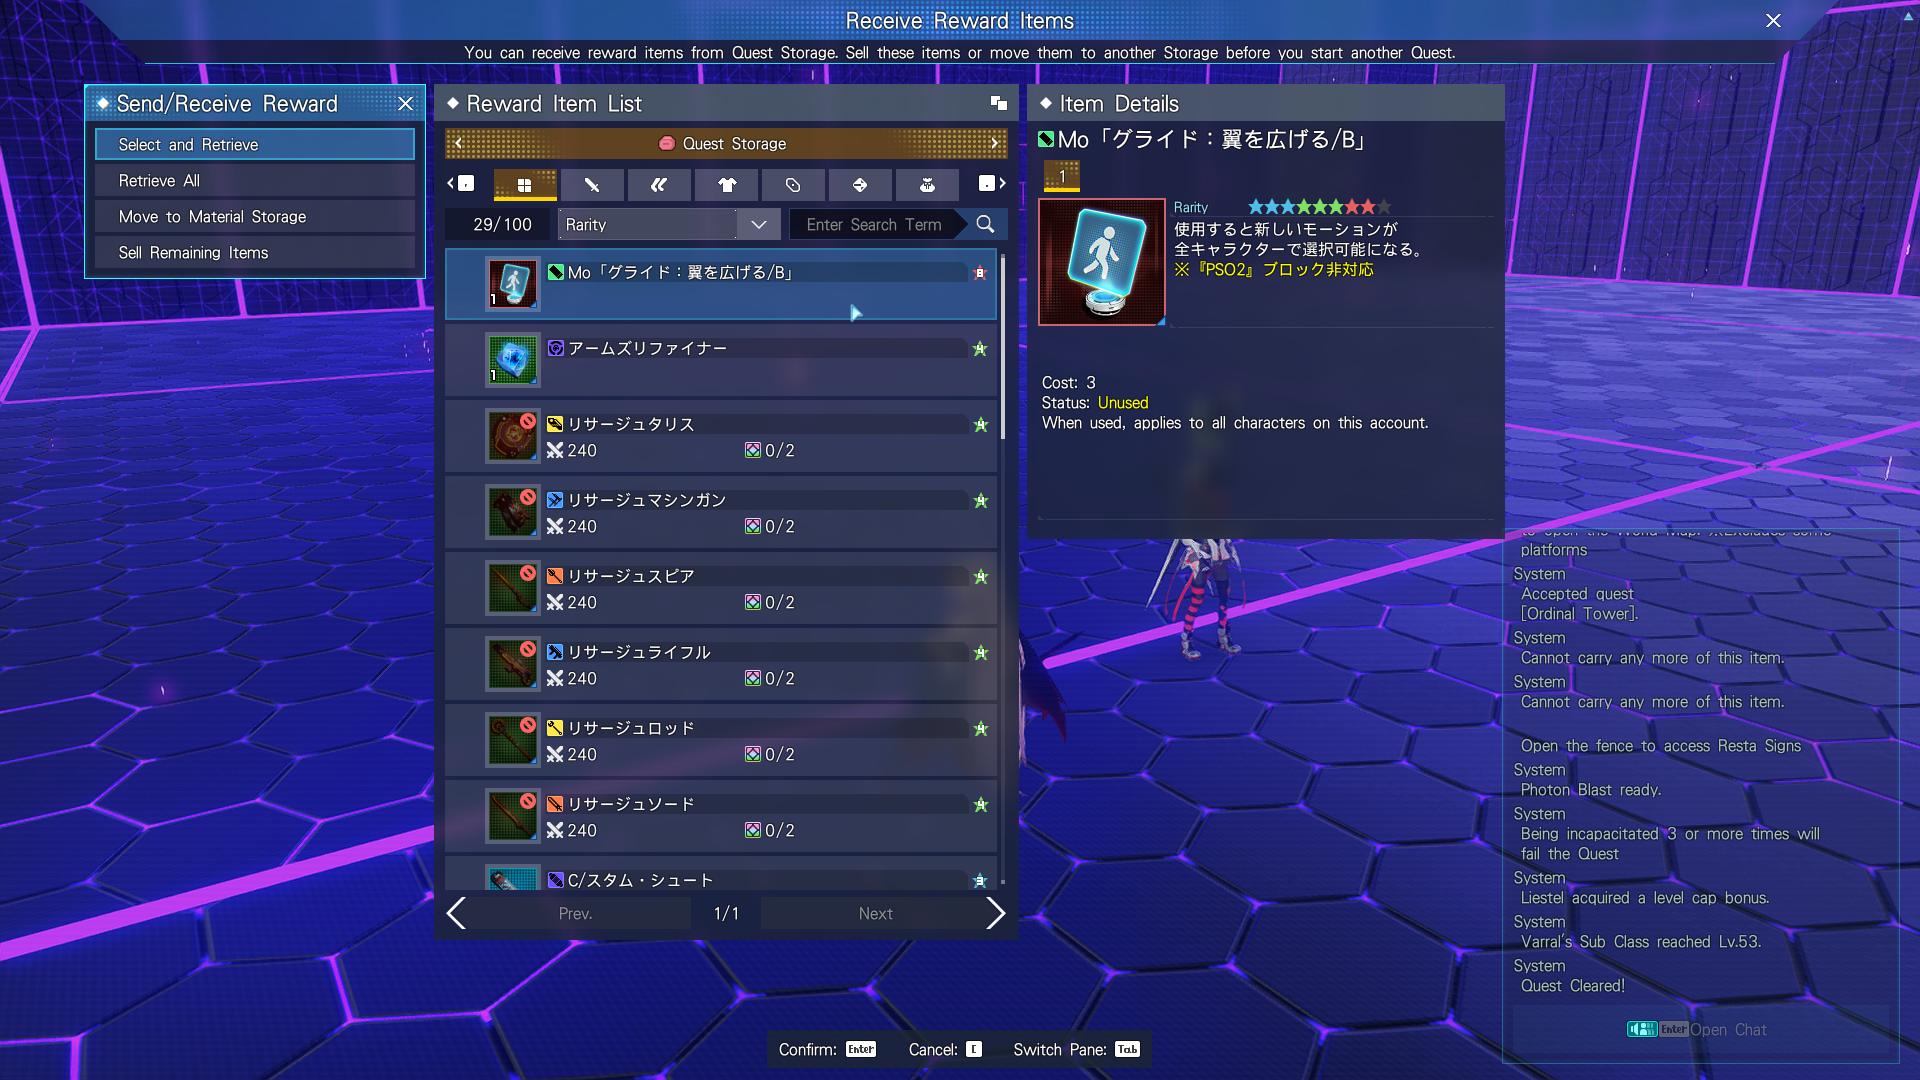 Receive Reward Items
You can receive reward items from Quest Storage. Sell these items or move them to another Storage before you start another Quest.
Send/Receive Reward
Select and Retrieve
Retrieve All
Move to Material Storage
Sell Remaining Items
Reward Item List
Quest Storage
29/100
Rarity
Enter Search Term
Mo「グライド：翼を広げる/B」
8
1
アームズリファイナー
4
1
リサージュタリス
4
240
0/2
リサージュマシンガン
4
240
0/2
リサージュスピア
4
240
0/2
リサージュライフル
4
240
0/2
リサージュロッド
4
240
0/2
リサージュソード
4
240
0/2
C/スタム・シュート
3
Prev.
1/1
Next
Item Details
Mo「グライド：翼を広げる/B」
1
Rarity
使用すると新しいモーションが
全キャラクターで選択可能になる。
※『PSO2』ブロック非対応
Cost: 3
Status: Unused
When used, applies to all characters on this account.
platforms
System
Accepted quest
[Ordinal Tower].
System
Cannot carry any more of this item.
System
Cannot carry any more of this item.
Open the fence to access Resta Signs
System
Photon Blast ready.
System
Being incapacitated 3 or more times will
fail the Quest
System
Liestel acquired a level cap bonus.
System
Varral's Sub Class reached Lv.53.
System
Quest Cleared!
Enter Open Chat
Confirm: Enter
Cancel: C
Switch Pane: Tab